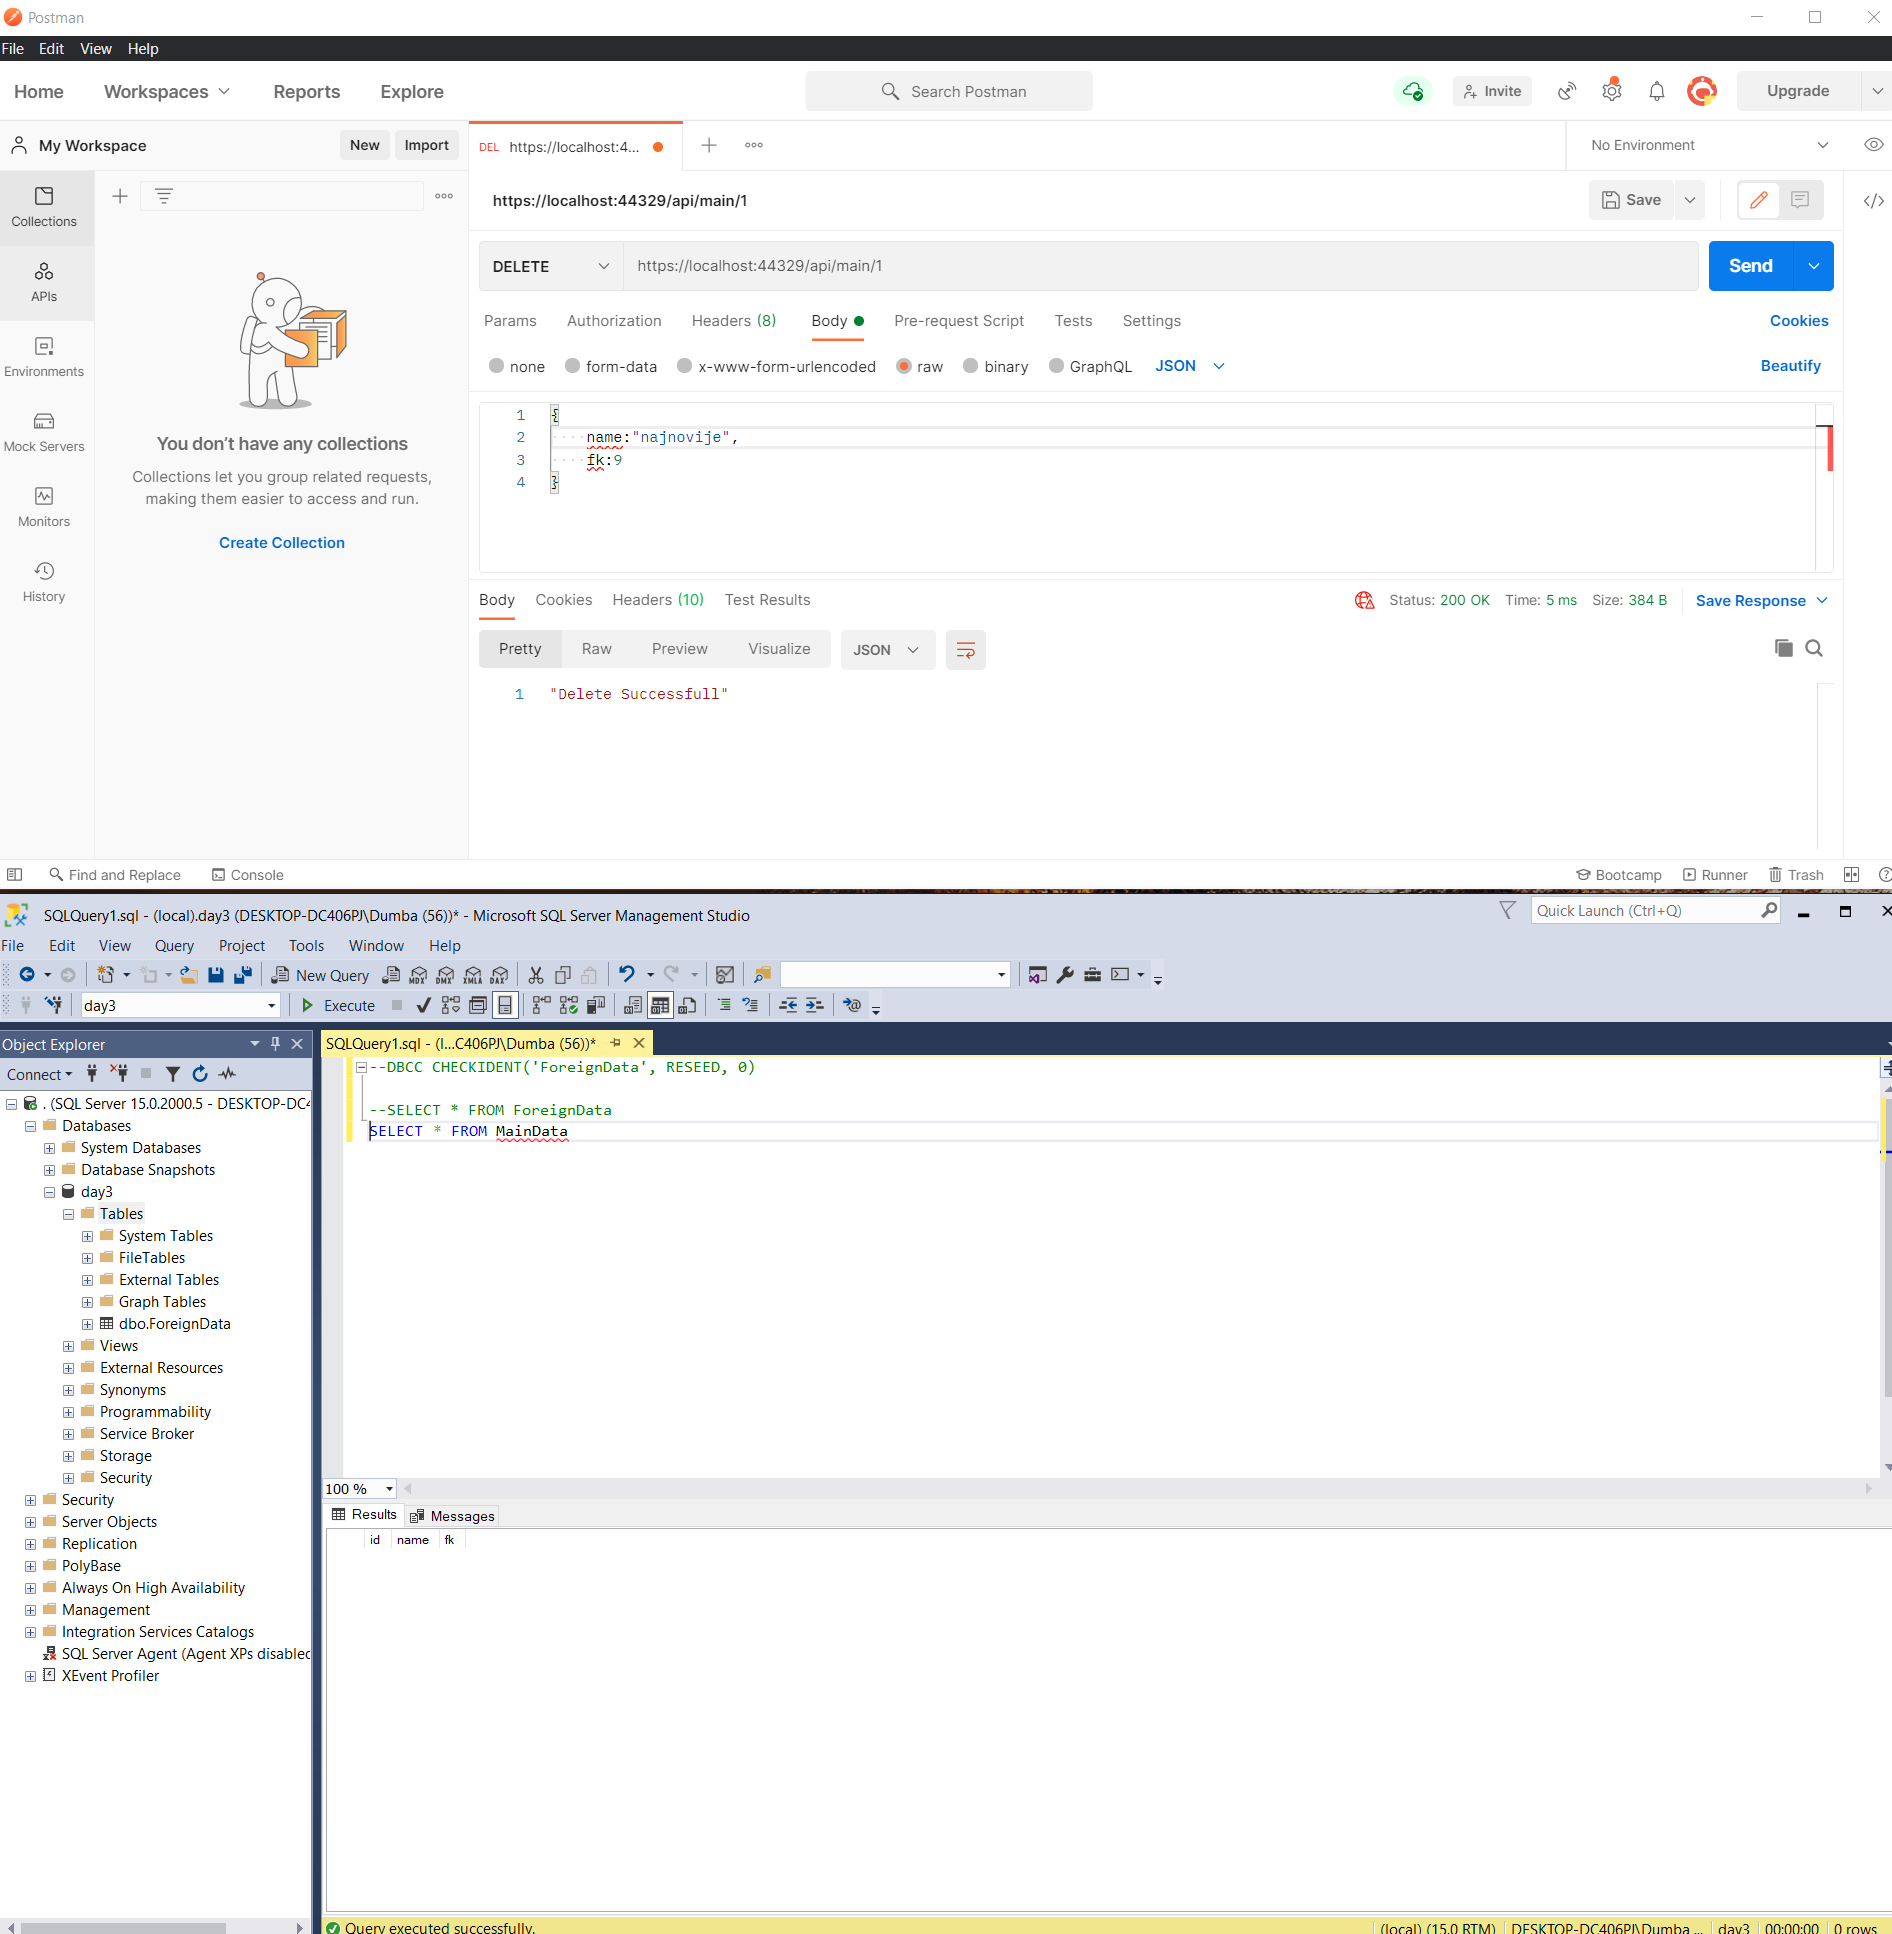 Postman
File Edit View Help
Home Workspaces Reports Explore Search Postman Invite Upgrade
My Workspace New Import DEL https://localhost:4... No Environment
https://localhost:44329/api/main/1 Save
Collections
DELETE https://localhost:44329/api/main/1 Send
APIs
Params Authorization Headers (8) Body Pre-request Script Tests Settings Cookies
Environments
none form-data x-www-form-urlencoded raw binary GraphQL JSON Beautify
Mock Servers
1 {
2 name:"najnovije",
3 fk:9
4 }
You don't have any collections
Collections let you group related requests,
making them easier to access and run.
Create Collection
Monitors
History
Body Cookies Headers (10) Test Results Status: 200 OK Time: 5 ms Size: 384 B Save Response
Pretty Raw Preview Visualize JSON
1 "Delete Successfull"
Find and Replace Console Bootcamp Runner Trash
SQLQuery1.sql - (local).day3 (DESKTOP-DC406PJ\Dumba (56))* - Microsoft SQL Server Management Studio Quick Launch (Ctrl+Q)
File Edit View Query Project Tools Window Help
New Query MDX DMX XMLA DAX
day3 Execute
Object Explorer
Connect
. (SQL Server 15.0.2000.5 - DESKTOP-DC4
Databases
System Databases
Database Snapshots
day3
Tables
System Tables
FileTables
External Tables
Graph Tables
dbo.ForeignData
Views
External Resources
Synonyms
Programmability
Service Broker
Storage
Security
Security
Server Objects
Replication
PolyBase
Always On High Availability
Management
Integration Services Catalogs
SQL Server Agent (Agent XPs disabled
XEvent Profiler
SQLQuery1.sql - (l...C406PJ\Dumba (56))*
--DBCC CHECKIDENT('ForeignData', RESEED, 0)
--SELECT * FROM ForeignData
SELECT * FROM MainData
100 %
Results Messages
id name fk
Query executed successfully. (local) (15.0 RTM) DESKTOP-DC406PJ\Dumba ... day3 00:00:00 0 rows